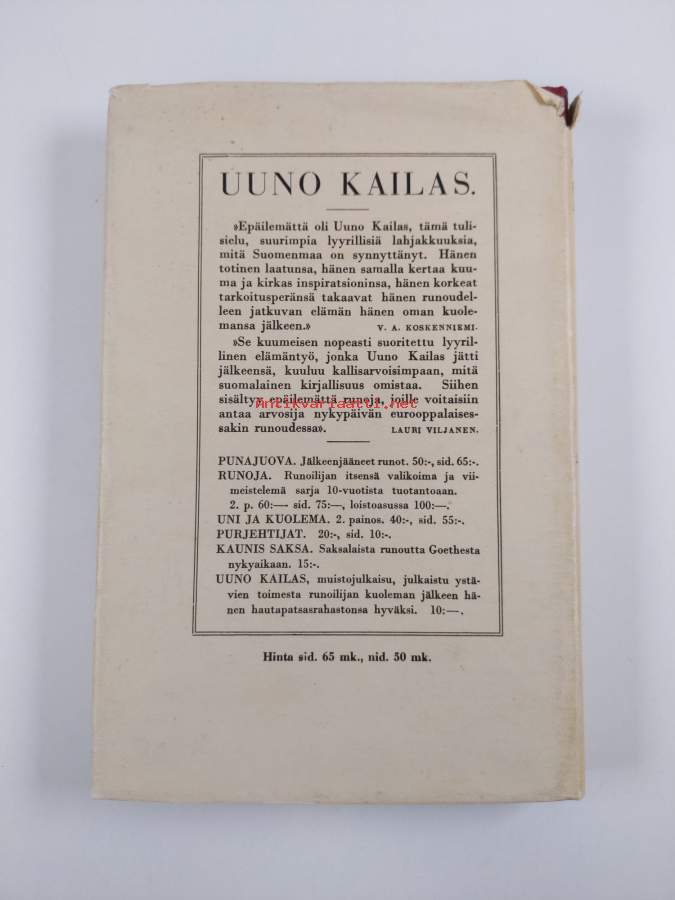 UUNO KAILAS.
»Epäilemättä oli Uuno Kailas, tämä tuli-
sielu, suurimpia lyyrillisiä lahjakkuuksia,
mitä Suomenmaa on synnyttänyt. Hänen
totinen laatunsa, hänen samalla kertaa kuu-
ma ja kirkas inspiratsioninsa, hänen korkeat
tarkoitusperänsä takaavat hänen runoudel-
leen jatkuvan elämän hänen oman kuole-
mansa jälkeen.» V. A. KOSKENNIEMI.
»Se kuumeisen nopeasti suoritettu lyyril-
linen elämäntyö, jonka Uuno Kailas jätti
jälkeensä, kuuluu kallisarvoisimpaan, mitä
suomalainen kirjallisuus omistaa. Siihen
sisältyy epäilemättä runoja, joille voitaisiin
Antikvariaatti.net
antaa arvosija nykypäivän eurooppalaises-
sakin runoudessa». LAURI VILJANEN.
PUNAJUOVA. Jälkeenjääneet runot. 50:-, sid. 65:-.
RUNOJA. Runoilijan itsensä valikoima ja vii-
meistelemä sarja 10-vuotista tuotantoaan.
2. p. 60:— sid. 75:—, loistoasussa 100:—.
UNI JA KUOLEMA. 2. painos. 40:-, sid. 55:-.
PURJEHTIJAT. 20:-, sid. 10:-.
KAUNIS SAKSA. Saksalaista runoutta Goethesta
nykyaikaan. 15:-.
UUNO KAILAS, muistojulkaisu, julkaistu ystä-
vien toimesta runoilijan kuoleman jälkeen hä-
nen hautapatsasrahastonsa hyväksi. 10:—.
Hinta sid. 65 mk., nid. 50 mk.